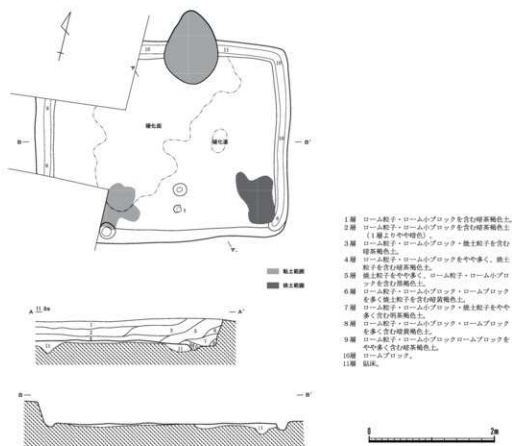 10
11
10
硬化面
硬化面
8
10
8
B
B'
A
A'
粘土範囲
焼土範囲
A 11.8m
A'
1
B
B'
11
1層 ローム粒子・ローム小ブロックを含む暗茶褐色土。
2層 ローム粒子・ローム小ブロックを含む暗茶褐色土
(1層よりやや暗色)。
3層 ローム粒子・ローム小ブロック・焼土粒子を含む
暗茶褐色土。
4層 ローム粒子・ローム小ブロックをやや多く、焼土
粒子を含む暗茶褐色土。
5層 焼土粒子をやや多く、ローム粒子・ローム小ブロ
ックを含む黒褐色土。
6層 ローム粒子・ローム小ブロック・ロームブロック
を多く焼土粒子を含む暗黄褐色土。
7層 ローム粒子・ローム小ブロック・焼土粒子をやや
多く含む明茶褐色土。
8層 ローム粒子・ローム小ブロック・ロームブロック
を多く含む暗黄褐色土。
9層 ローム粒子・ローム小ブロックロームブロックを
やや多く含む暗茶褐色土。
10層 ロームブロック。
11層 貼床。
0 2m